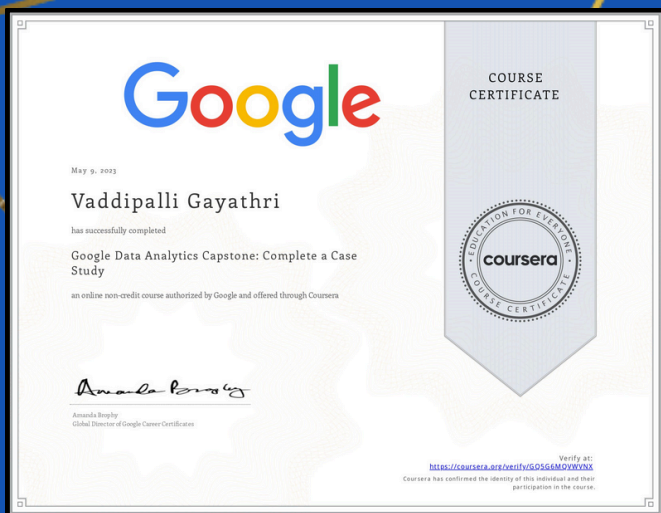 Google
COURSE
CERTIFICATE
May 9, 2023
Vaddipalli Gayathri
has successfully completed
Google Data Analytics Capstone: Complete a Case
Study
an online non-credit course authorized by Google and offered through Coursera
EDUCATION FOR EVERYONE
coursera
COURSE CERTIFICATE
Amanda Brophy
Amanda Brophy
Global Director of Google Career Certificates
Verify at:
https://coursera.org/verify/GQ5G6MQVWVNX
Coursera has confirmed the identity of this individual and their
participation in the course.